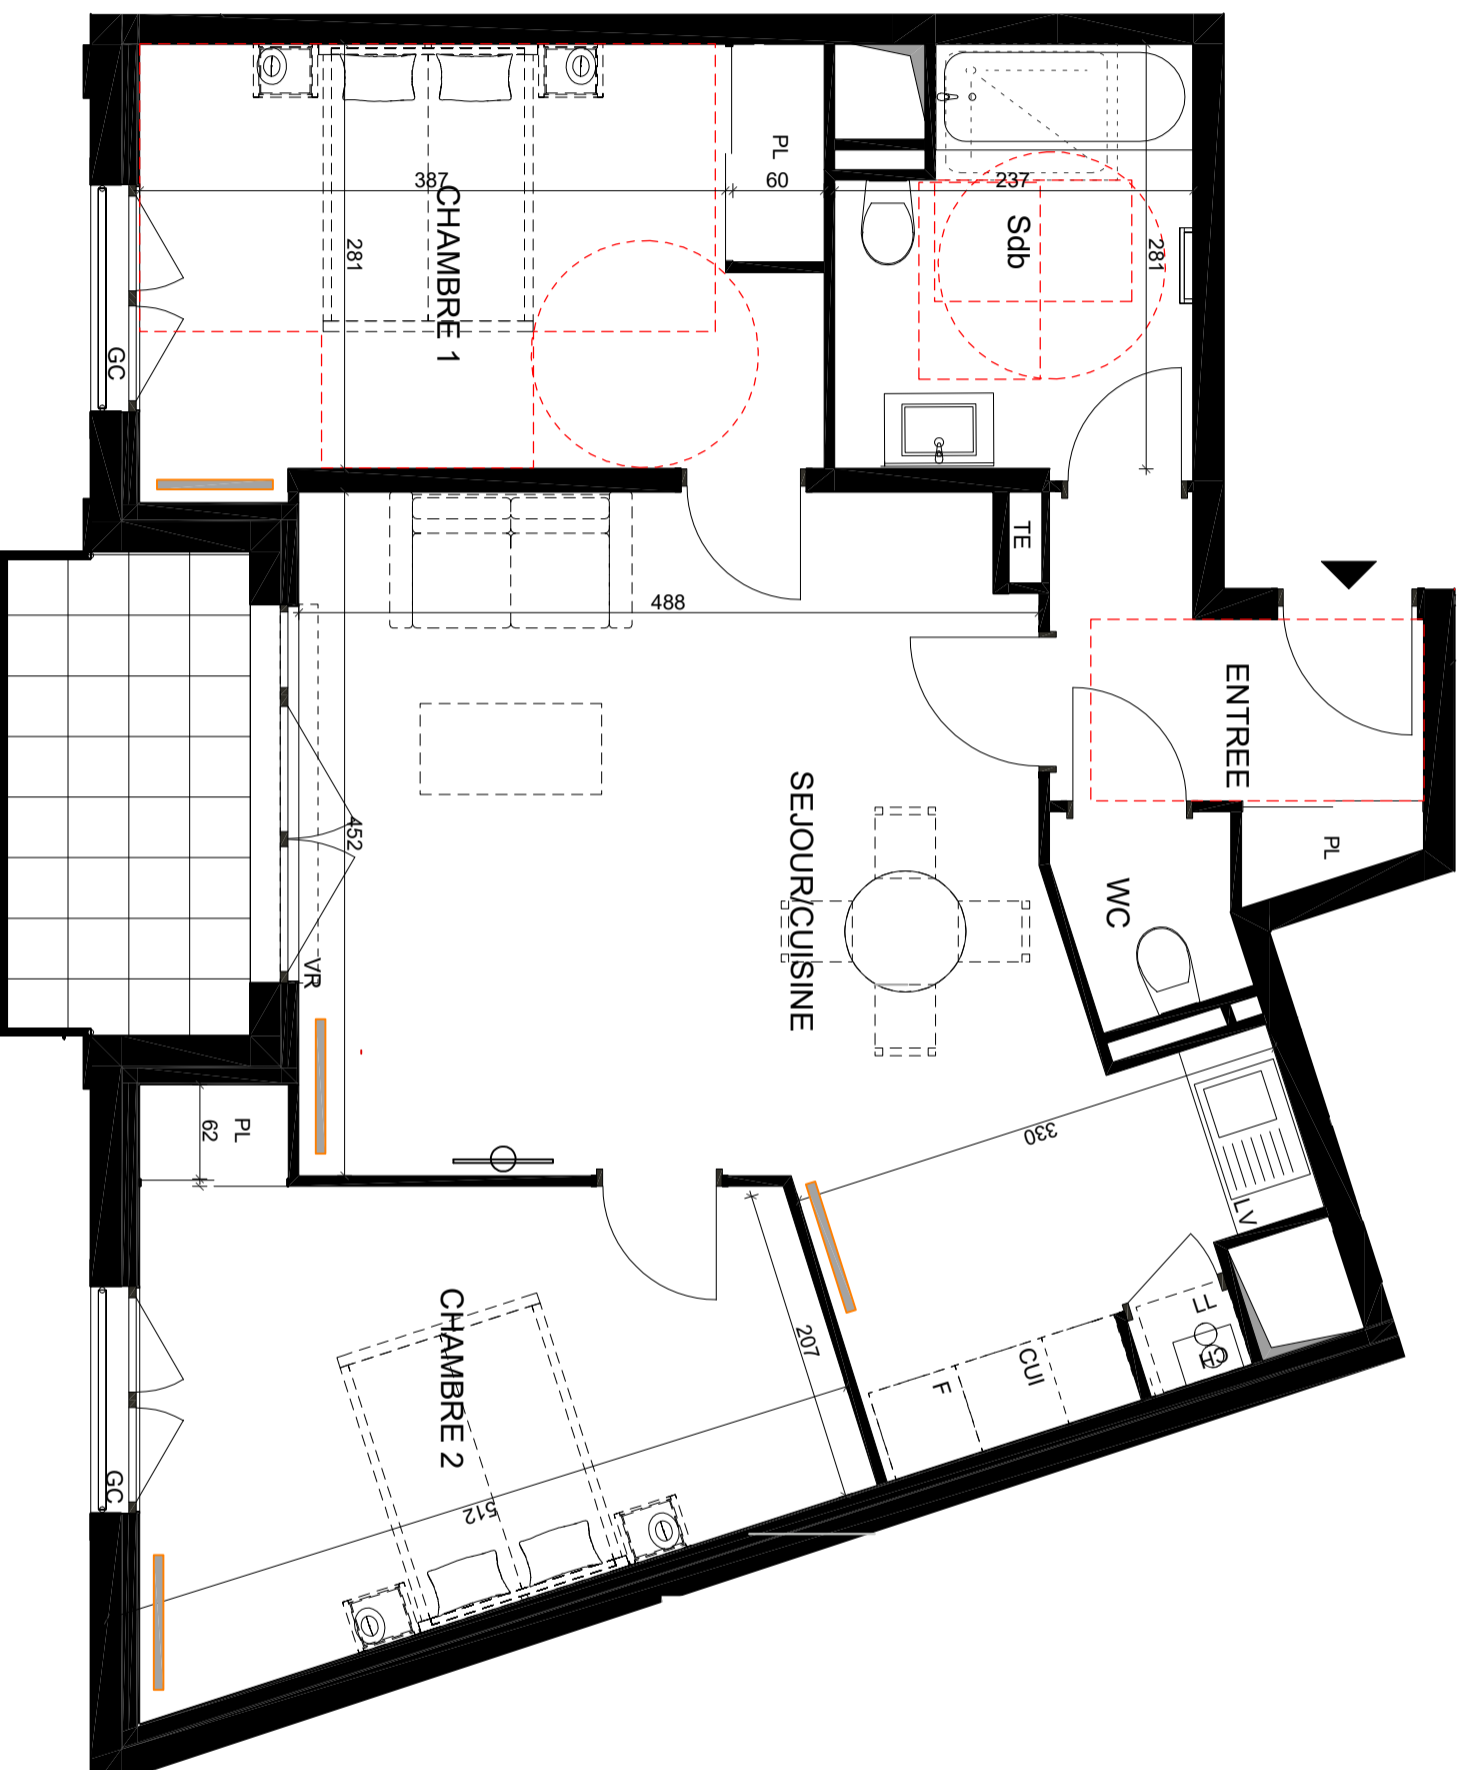 PL
60
387
CHAMBRE 1
281
GC
237
Sdb
281
TE
488
ENTREE
PL
WC
SEJOUR/CUISINE
452
VR
330
LV
LL
CH
CUI
F
PL
62
207
CHAMBRE 2
512
GC